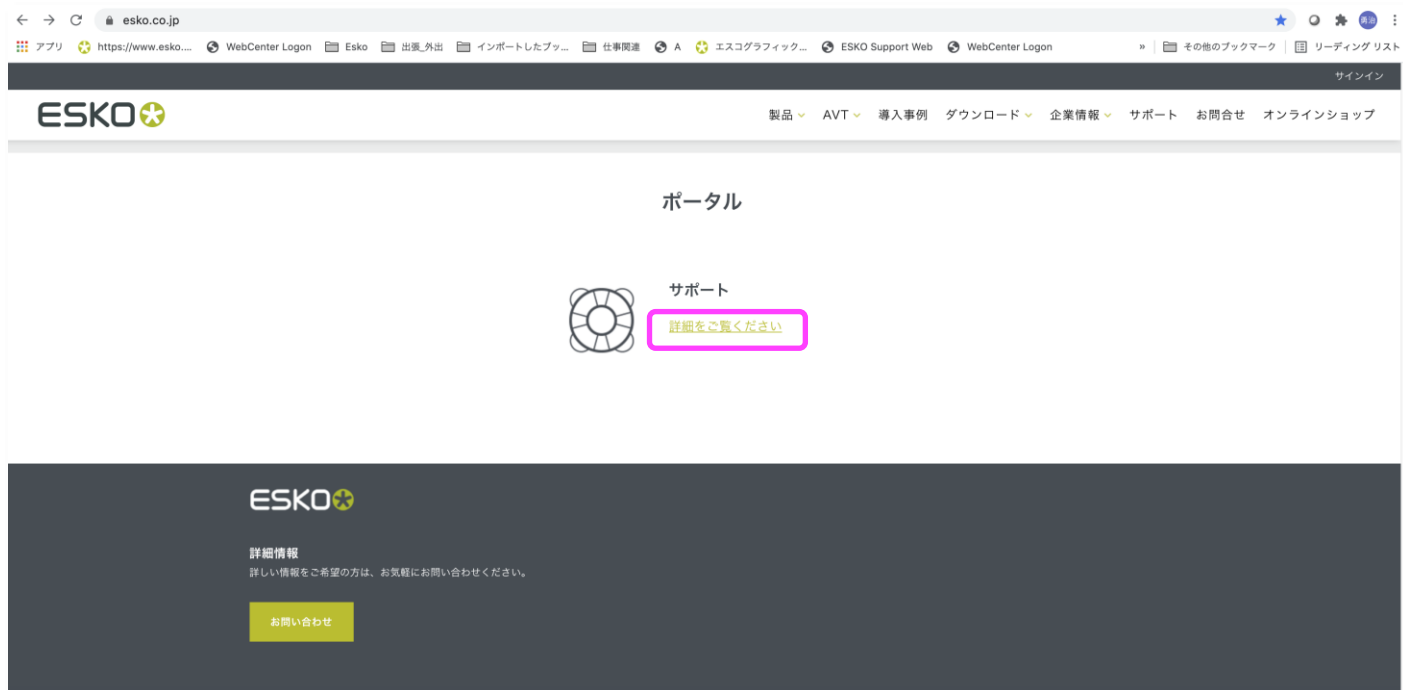 esko.co.jp
アプリ https://www.esko.... WebCenter Logon Esko 出張_外出 インポートしたブッ... 仕事関連 A エスコグラフィック... ESKO Support Web WebCenter Logon » その他のブックマーク リーディング リスト
サインイン
ESKO 製品 AVT 導入事例 ダウンロード 企業情報 サポート お問合せ オンラインショップ
ポータル
サポート
詳細をご覧ください
ESKO
詳細情報
詳しい情報をご希望の方は、お気軽にお問い合わせください。
お問い合わせ